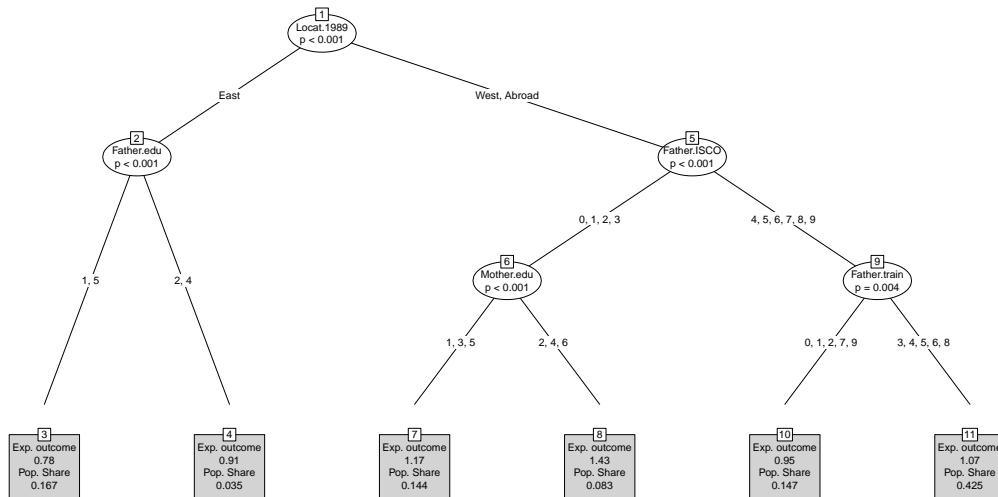 1
Locat.1989
p < 0.001
East
West, Abroad
2
Father.edu
p < 0.001
5
Father.ISCO
p < 0.001
1, 5
2, 4
0, 1, 2, 3
4, 5, 6, 7, 8, 9
6
Mother.edu
p < 0.001
9
Father.train
p = 0.004
1, 3, 5
2, 4, 6
0, 1, 2, 7, 9
3, 4, 5, 6, 8
3
Exp. outcome
0.78
Pop. Share
0.167
4
Exp. outcome
0.91
Pop. Share
0.035
7
Exp. outcome
1.17
Pop. Share
0.144
8
Exp. outcome
1.43
Pop. Share
0.083
10
Exp. outcome
0.95
Pop. Share
0.147
11
Exp. outcome
1.07
Pop. Share
0.425